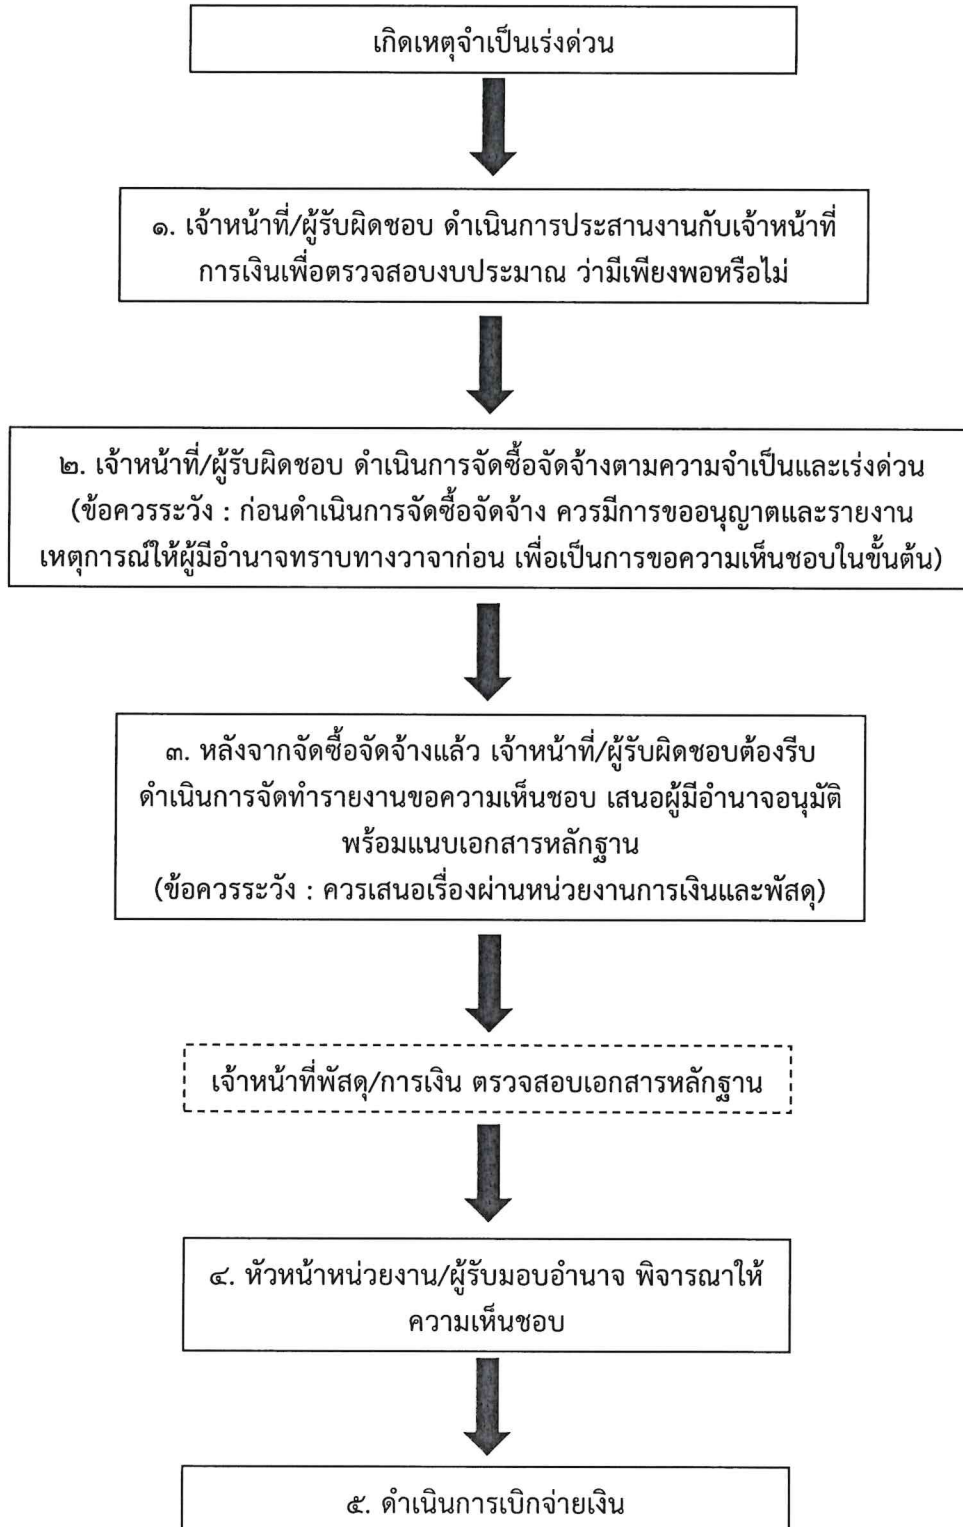 เกิดเหตุจำเป็นเร่งด่วน
๑. เจ้าหน้าที่/ผู้รับผิดชอบ ดำเนินการประสานงานกับเจ้าหน้าที่
การเงินเพื่อตรวจสอบงบประมาณ ว่ามีเพียงพอหรือไม่
๒. เจ้าหน้าที่/ผู้รับผิดชอบ ดำเนินการจัดซื้อจัดจ้างตามความจำเป็นและเร่งด่วน
(ข้อควรระวัง : ก่อนดำเนินการจัดซื้อจัดจ้าง ควรมีการขออนุญาตและรายงาน
เหตุการณ์ให้ผู้มีอำนาจทราบทางวาจาก่อน เพื่อเป็นการขอความเห็นชอบในขั้นต้น)
๓. หลังจากจัดซื้อจัดจ้างแล้ว เจ้าหน้าที่/ผู้รับผิดชอบต้องรีบ
ดำเนินการจัดทำรายงานขอความเห็นชอบ เสนอผู้มีอำนาจอนุมัติ
พร้อมแนบเอกสารหลักฐาน
(ข้อควรระวัง : ควรเสนอเรื่องผ่านหน่วยงานการเงินและพัสดุ)
เจ้าหน้าที่พัสดุ/การเงิน ตรวจสอบเอกสารหลักฐาน
๔. หัวหน้าหน่วยงาน/ผู้รับมอบอำนาจ พิจารณาให้
ความเห็นชอบ
๕. ดำเนินการเบิกจ่ายเงิน